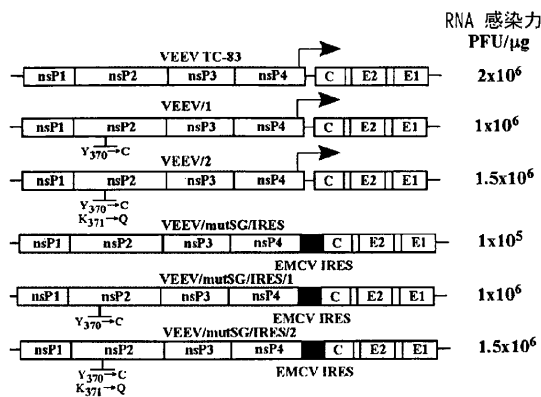 RNA 感染力
PFU/μg
VEEV TC-83
nsP1 nsP2 nsP3 nsP4 C E2 E1 2x10⁶
VEEV/1
nsP1 nsP2 nsP3 nsP4 C E2 E1 1x10⁶
Y370→C
VEEV/2
nsP1 nsP2 nsP3 nsP4 C E2 E1 1.5x10⁶
Y370→C
K371→Q
VEEV/mutSG/IRES
nsP1 nsP2 nsP3 nsP4 C E2 E1 1x10⁵
EMCV IRES
VEEV/mutSG/IRES/1
nsP1 nsP2 nsP3 nsP4 C E2 E1 1x10⁶
Y370→C EMCV IRES
VEEV/mutSG/IRES/2
nsP1 nsP2 nsP3 nsP4 C E2 E1 1.5x10⁶
Y370→C EMCV IRES
K371→Q